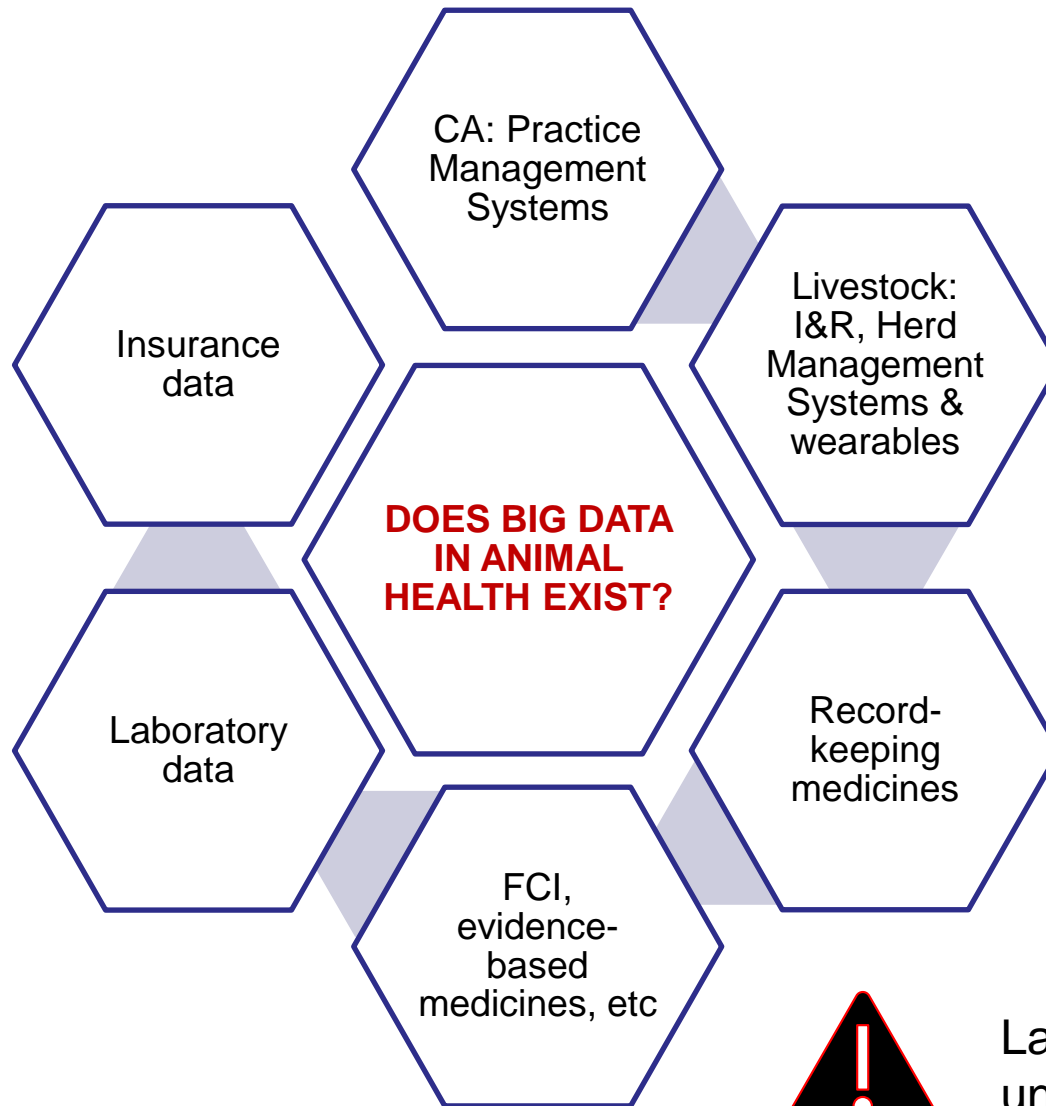 CA: Practice
Management
Systems
Livestock:
I&R, Herd
Management
Systems &
wearables
Insurance
data
DOES BIG DATA
IN ANIMAL
HEALTH EXIST?
Record-
keeping
medicines
Laboratory
data
FCI,
evidence-
based
medicines, etc